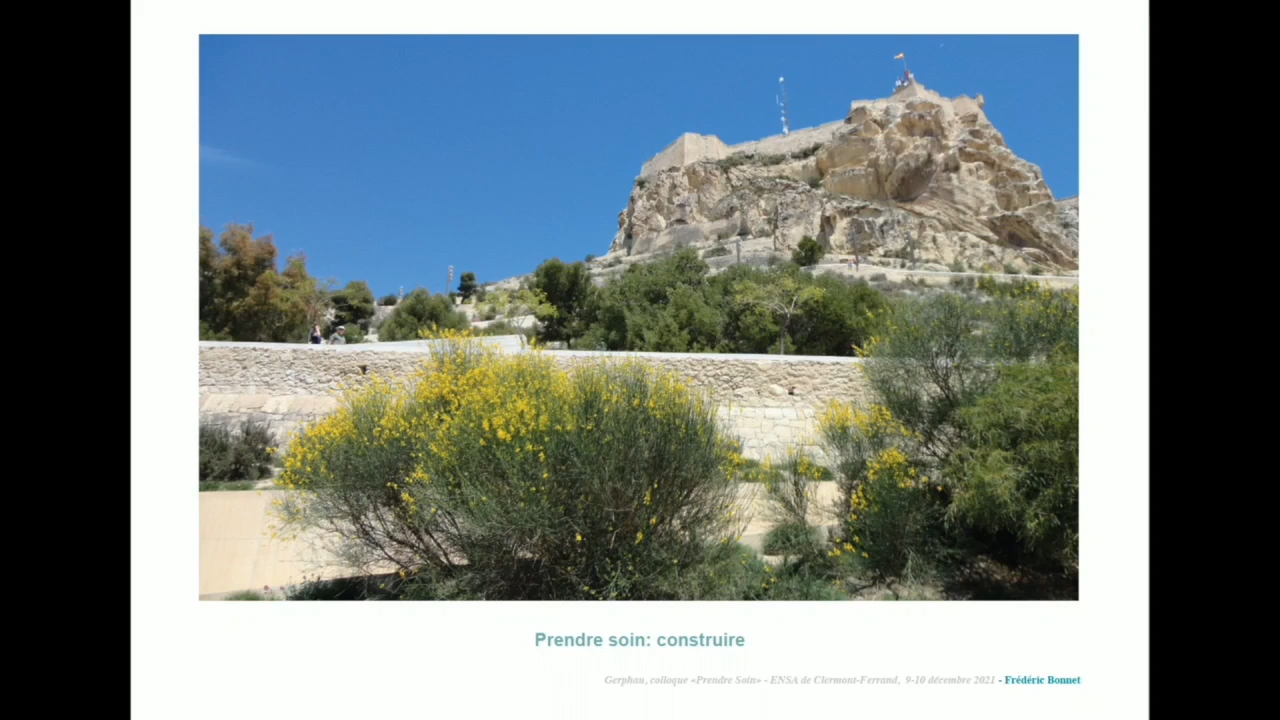 Prendre soin: construire
Gerphau, colloque «Prendre Soin» - ENSA de Clermont-Ferrand, 9-10 décembre 2021 - Frédéric Bonnet